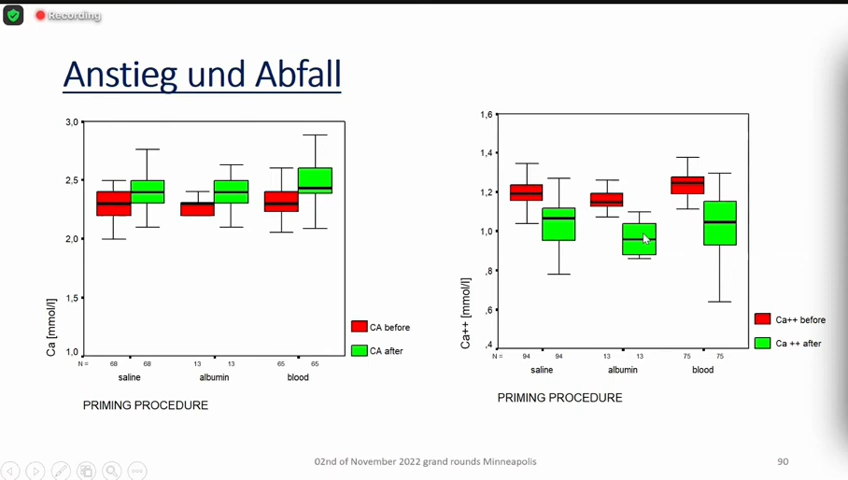 Recording
Anstieg und Abfall
3,0
2,5
2,0
1,5
1,0
Ca [mmol/l]
N = 68 68 13 13 65 65
saline albumin blood
PRIMING PROCEDURE
CA before
CA after
1,6
1,4
1,2
1,0
,8
,6
,4
Ca++ [mmol/l]
N = 94 94 13 13 75 75
saline albumin blood
PRIMING PROCEDURE
Ca++ before
Ca ++ after
02nd of November 2022 grand rounds Minneapolis
90